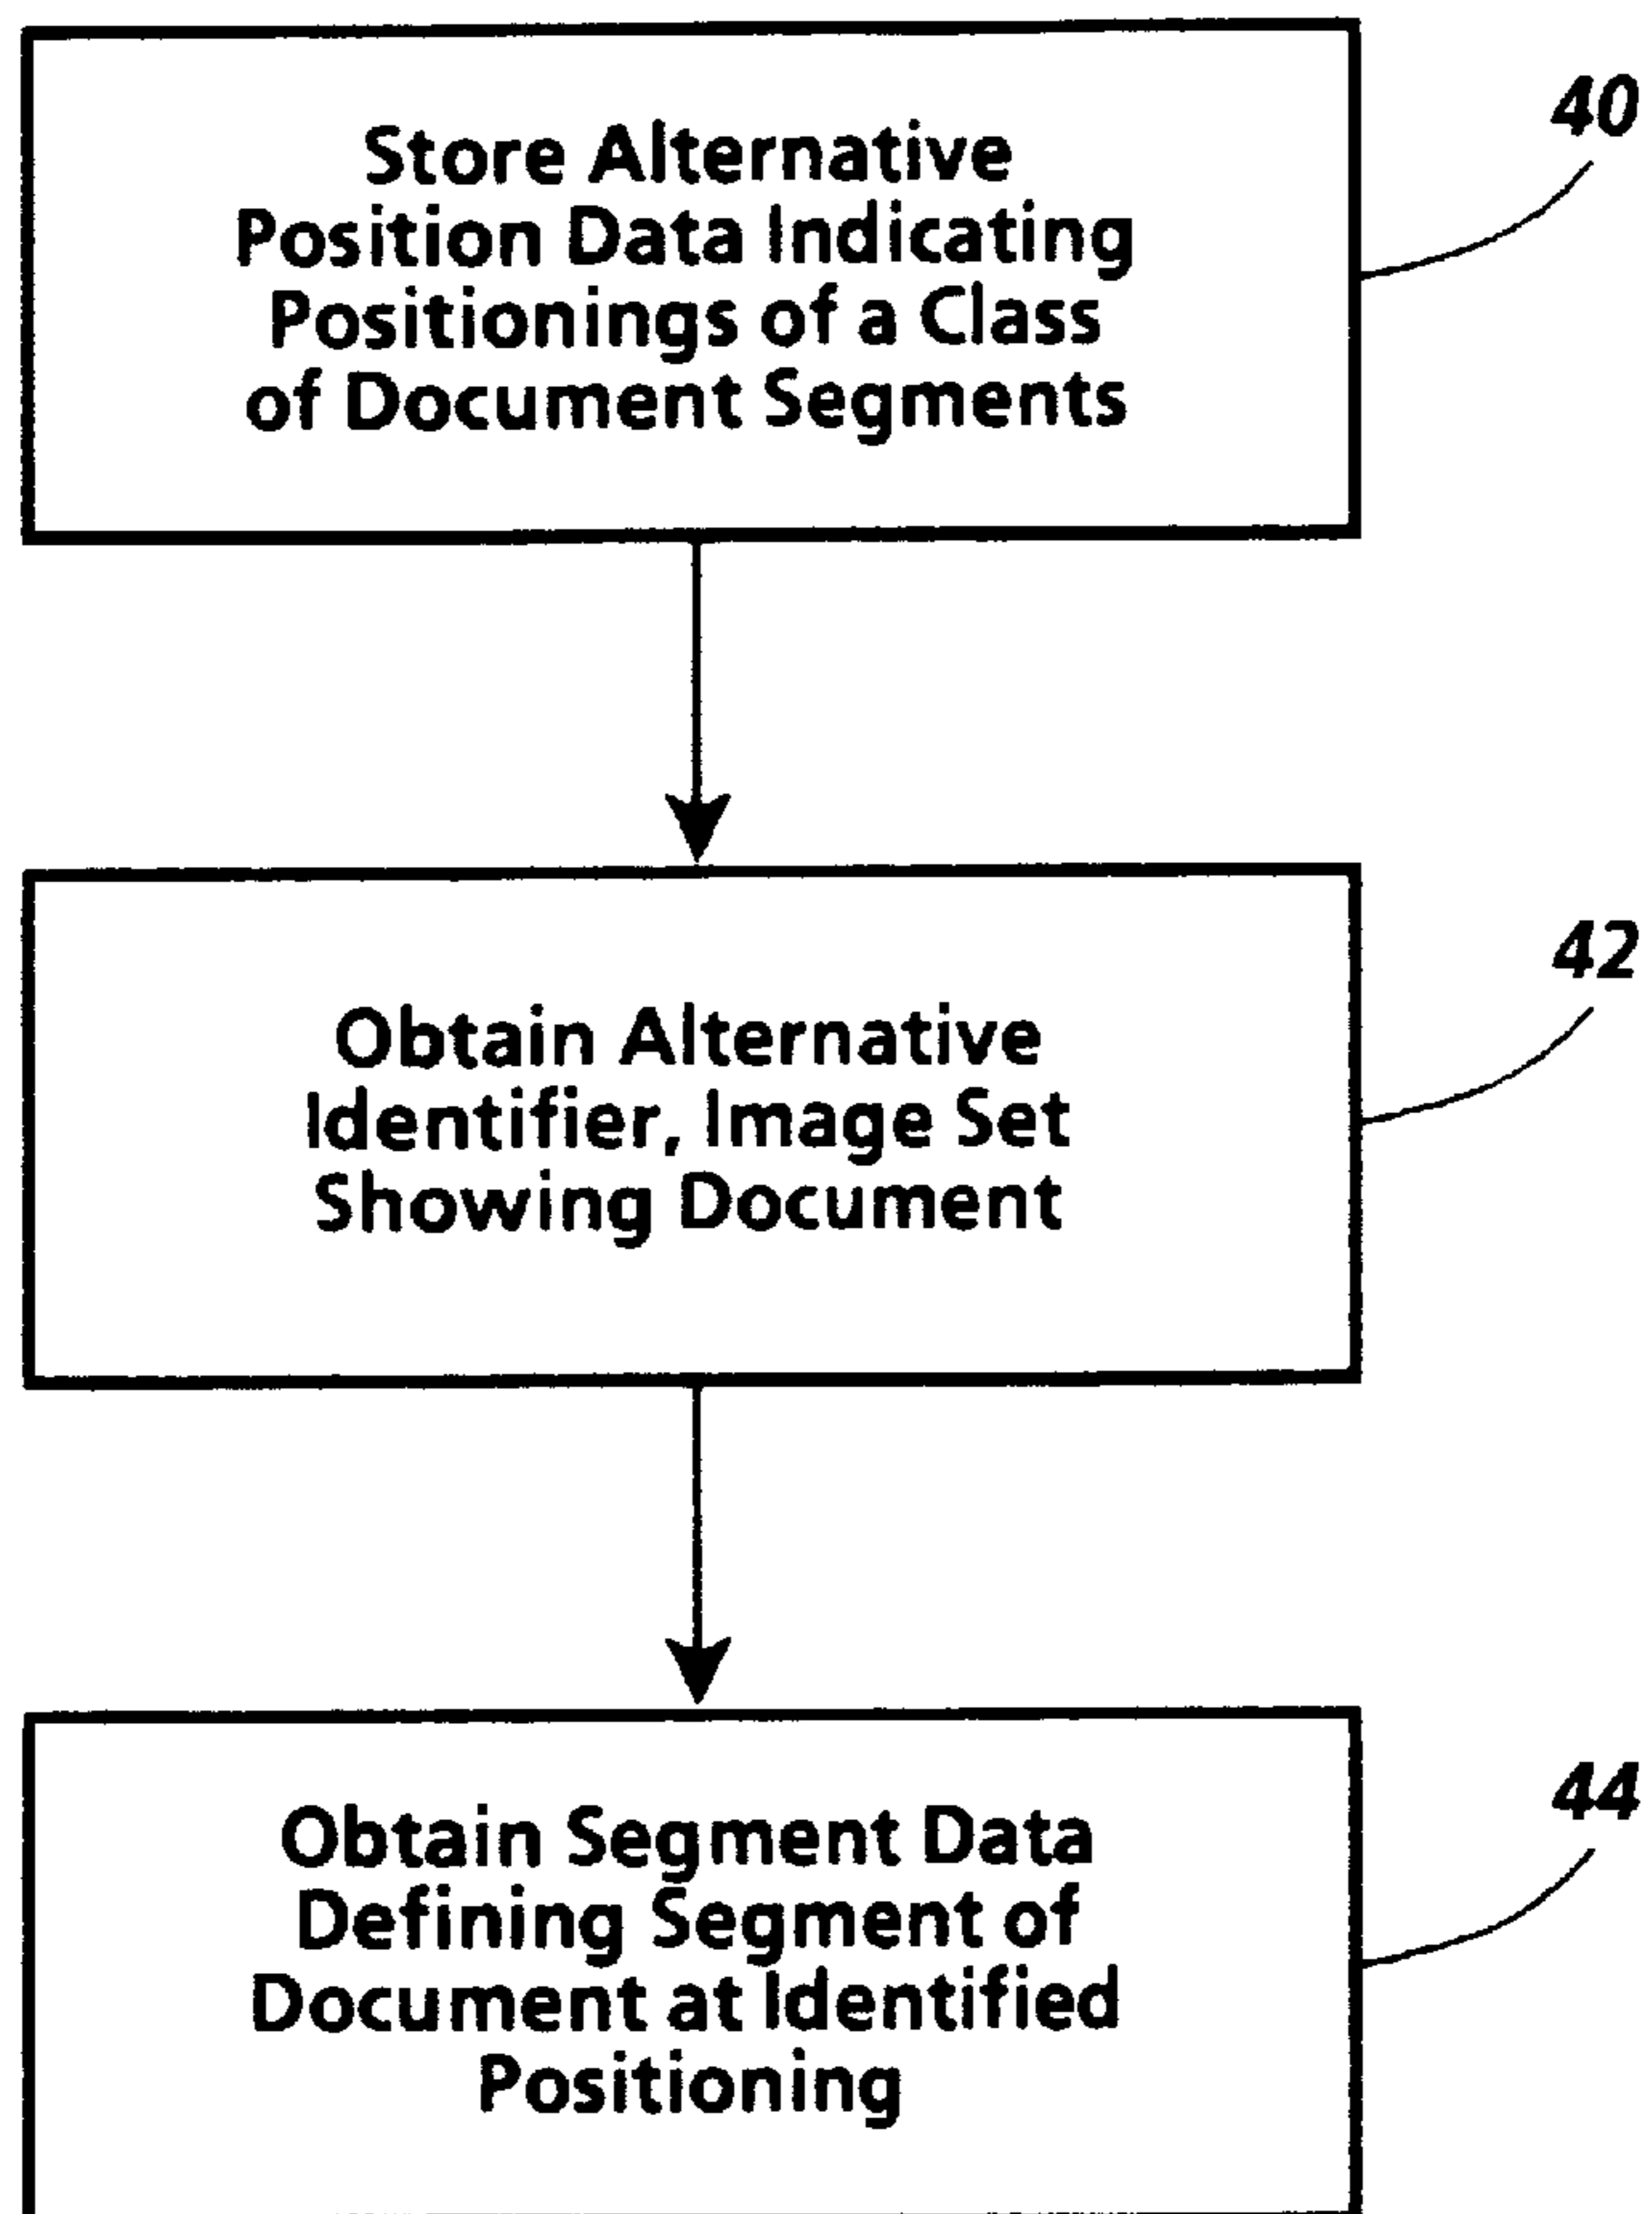 40
Store Alternative
Position Data Indicating
Positionings of a Class
of Document Segments
42
Obtain Alternative
Identifier, Image Set
Showing Document
44
Obtain Segment Data
Defining Segment of
Document at Identified
Positioning